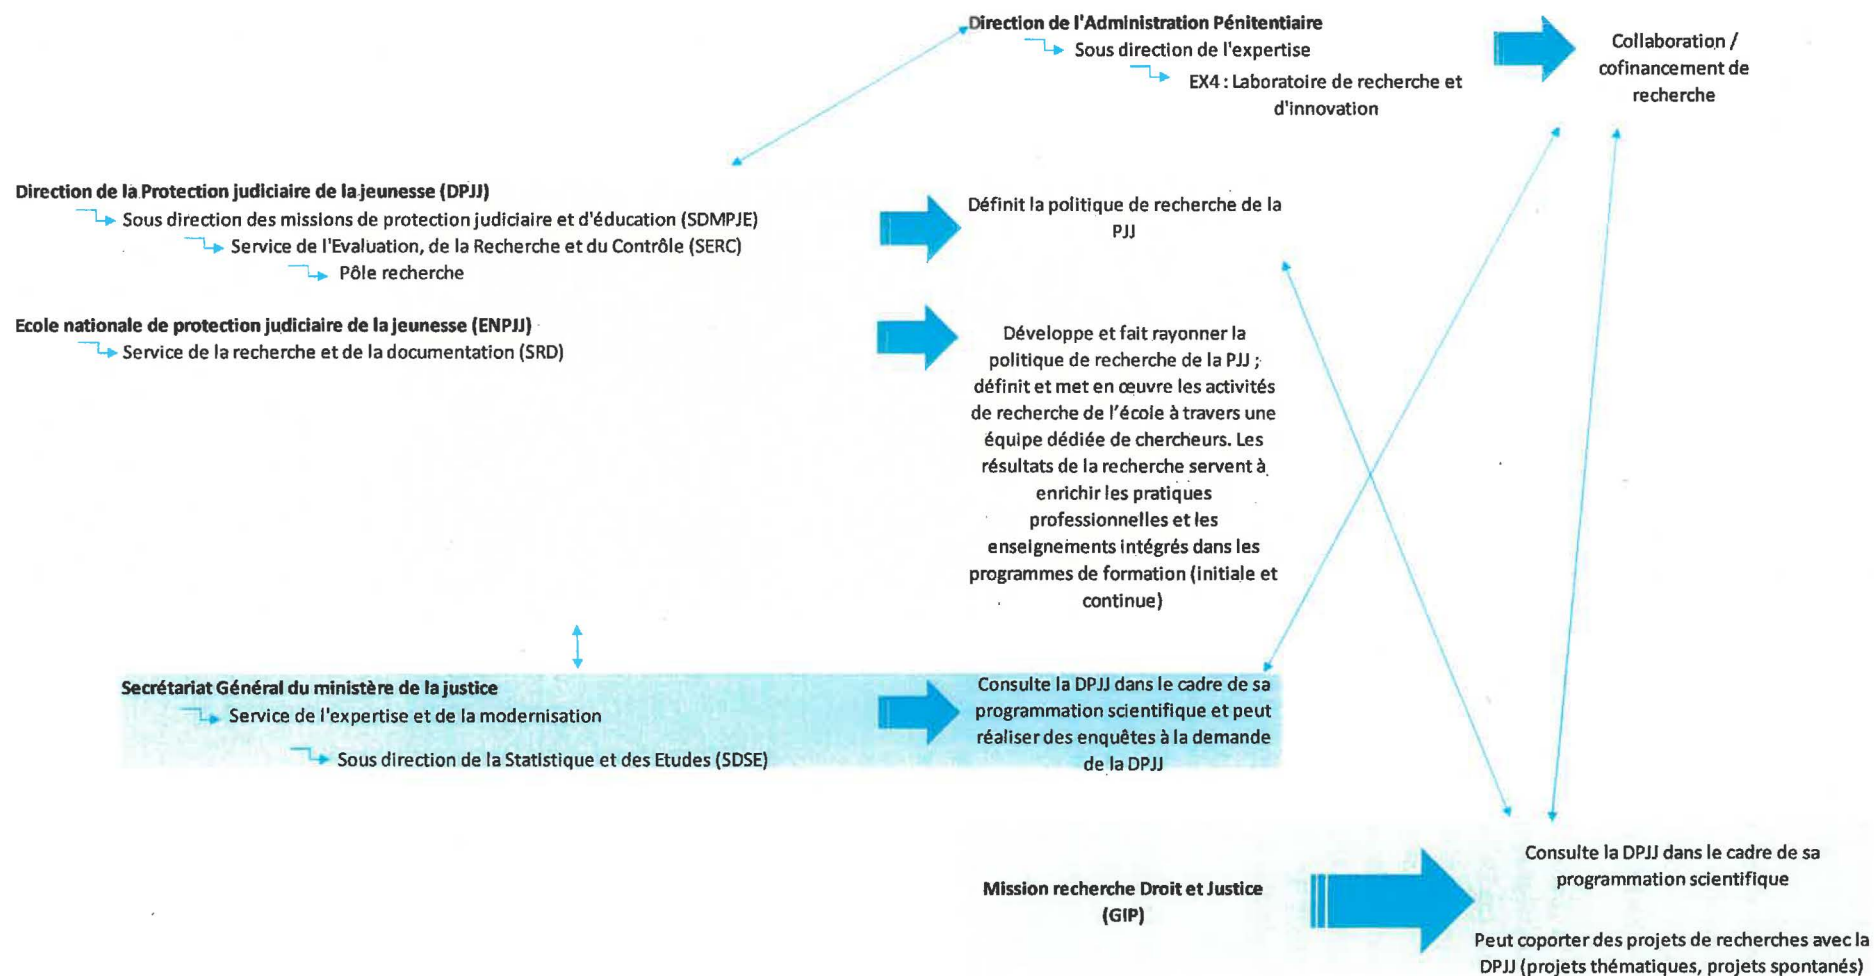 Direction de l'Administration Pénitentiaire
Sous direction de l'expertise
EX4 : Laboratoire de recherche et
d'innovation
Collaboration /
cofinancement de
recherche
Direction de la Protection judiciaire de la jeunesse (DPJJ)
Sous direction des missions de protection judiciaire et d'éducation (SDMPJE)
Service de l'Evaluation, de la Recherche et du Contrôle (SERC)
Pôle recherche
Définit la politique de recherche de la
PJJ
Ecole nationale de protection judiciaire de la jeunesse (ENPJJ)
Service de la recherche et de la documentation (SRD)
Développe et fait rayonner la
politique de recherche de la PJJ ;
définit et met en œuvre les activités
de recherche de l'école à travers une
équipe dédiée de chercheurs. Les
résultats de la recherche servent à
enrichir les pratiques
professionnelles et les
enseignements intégrés dans les
programmes de formation (initiale et
continue)
Secrétariat Général du ministère de la justice
Service de l'expertise et de la modernisation
Sous direction de la Statistique et des Etudes (SDSE)
Consulte la DPJJ dans le cadre de sa
programmation scientifique et peut
réaliser des enquêtes à la demande
de la DPJJ
Mission recherche Droit et Justice
(GIP)
Consulte la DPJJ dans le cadre de sa
programmation scientifique
Peut coporter des projets de recherches avec la
DPJJ (projets thématiques, projets spontanés)